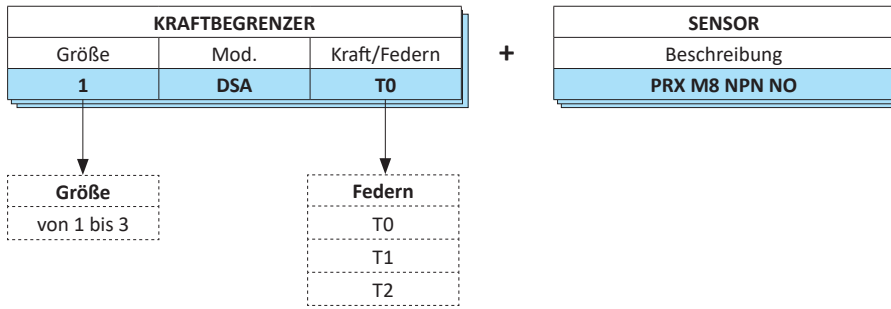 KRAFTBEGRENZER
Größe Mod. Kraft/Federn
1 DSA T0
+
SENSOR
Beschreibung
PRX M8 NPN NO
Größe
von 1 bis 3
Federn
T0
T1
T2